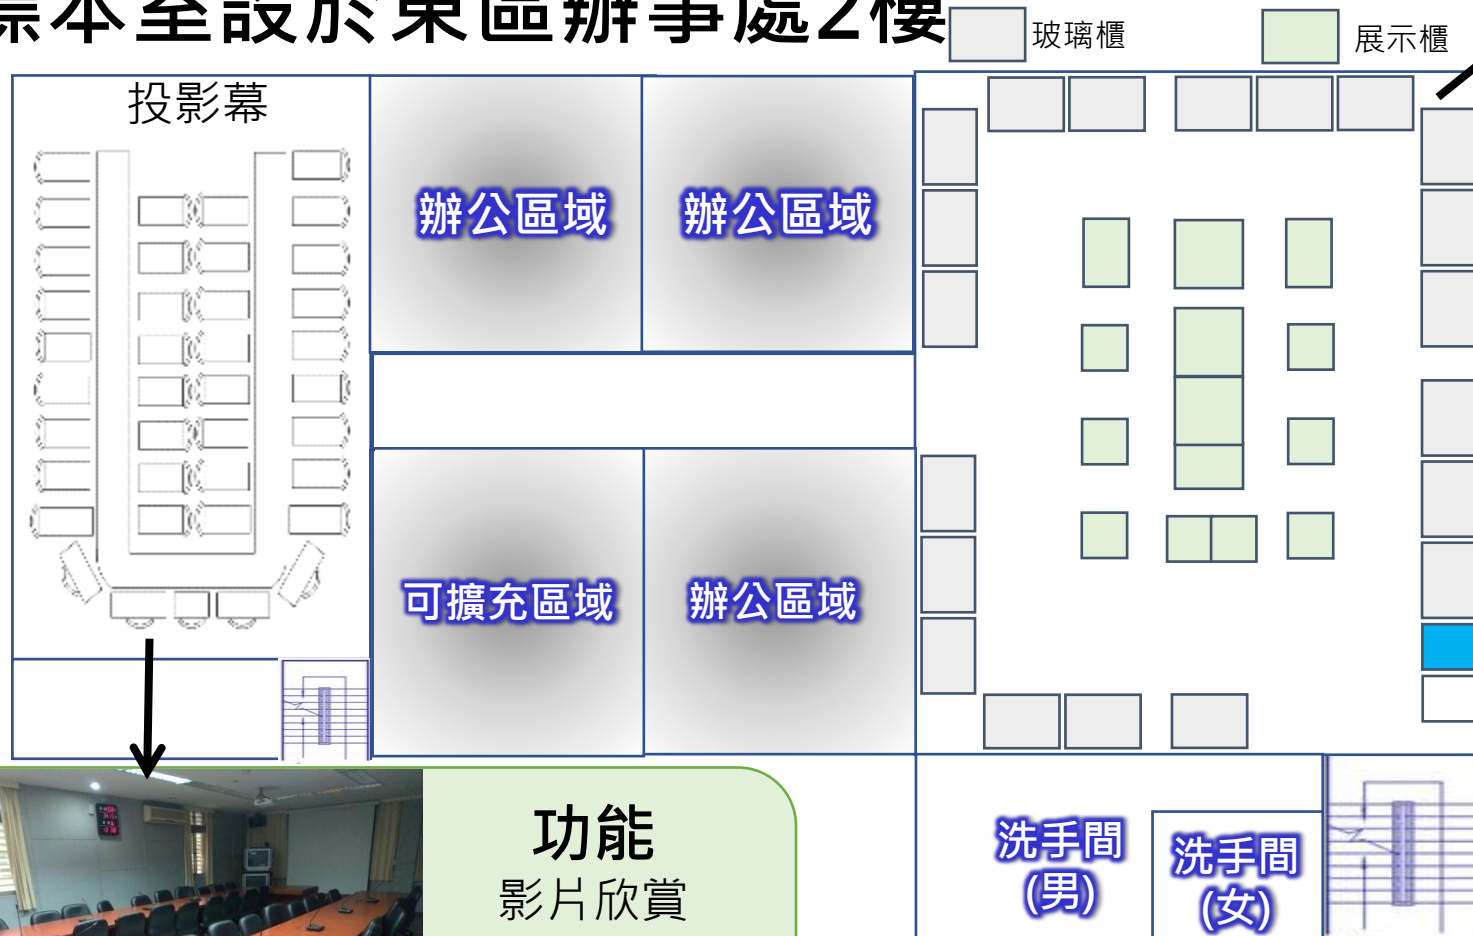 標本室設於東區辦事處2樓
玻璃櫃
展示櫃
投影幕
辦公區域
辦公區域
可擴充區域
辦公區域
功能
影片欣賞
洗手間
(男)
洗手間
(女)